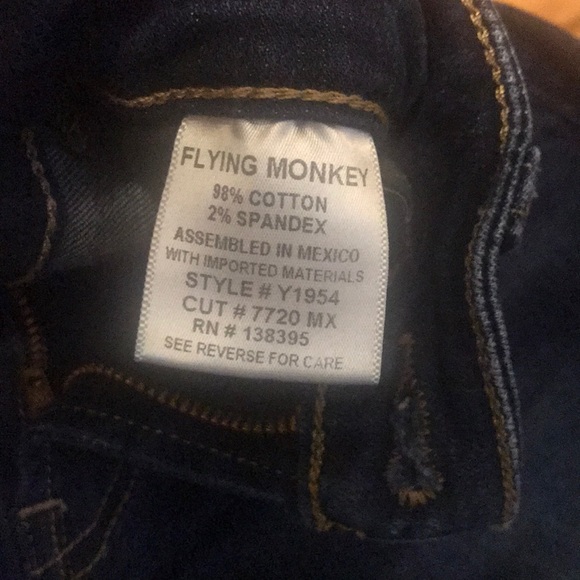 FLYING MONKEY
98% COTTON
2% SPANDEX
ASSEMBLED IN MEXICO
WITH IMPORTED MATERIALS
STYLE # Y1954
CUT # 7720 MX
RN # 138395
SEE REVERSE FOR CARE